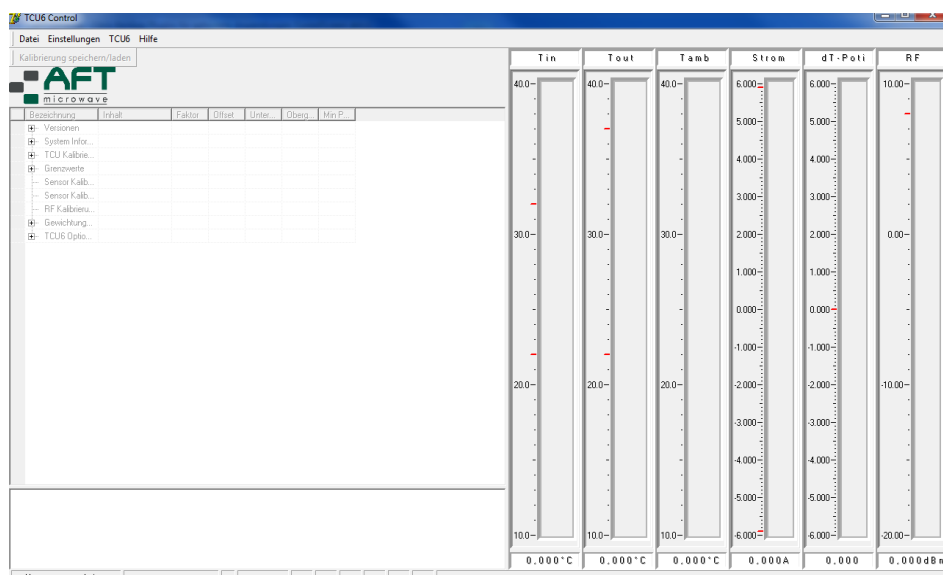 TCU6 Control
Datei Einstellungen TCU6 Hilfe
Kalibrierung speichern/laden
AFT
microwave
Bezeichnung Inhalt Faktor Offset Unter... Oberg... Min P...
Versionen
System Infor...
TCU Kalibrie...
Grenzwerte
Sensor Kalib...
Sensor Kalib...
RF Kalibrieru...
Gewichtung...
TCU6 Optio...
Tin Tout Tamb Strom dT-Poti RF
40.0 40.0 40.0 6.000 6.000 10.00
5.000 5.000
4.000 4.000
3.000 3.000
30.0 30.0 30.0 2.000 2.000 0.00
1.000 1.000
0.000 0.000
-1.000 -1.000
20.0 20.0 20.0 -2.000 -2.000 -10.00
-3.000 -3.000
-4.000 -4.000
-5.000 -5.000
10.0 10.0 10.0 -6.000 -6.000 -20.00
0,000°C 0,000°C 0,000°C 0,000A 0,000 0,000dBm